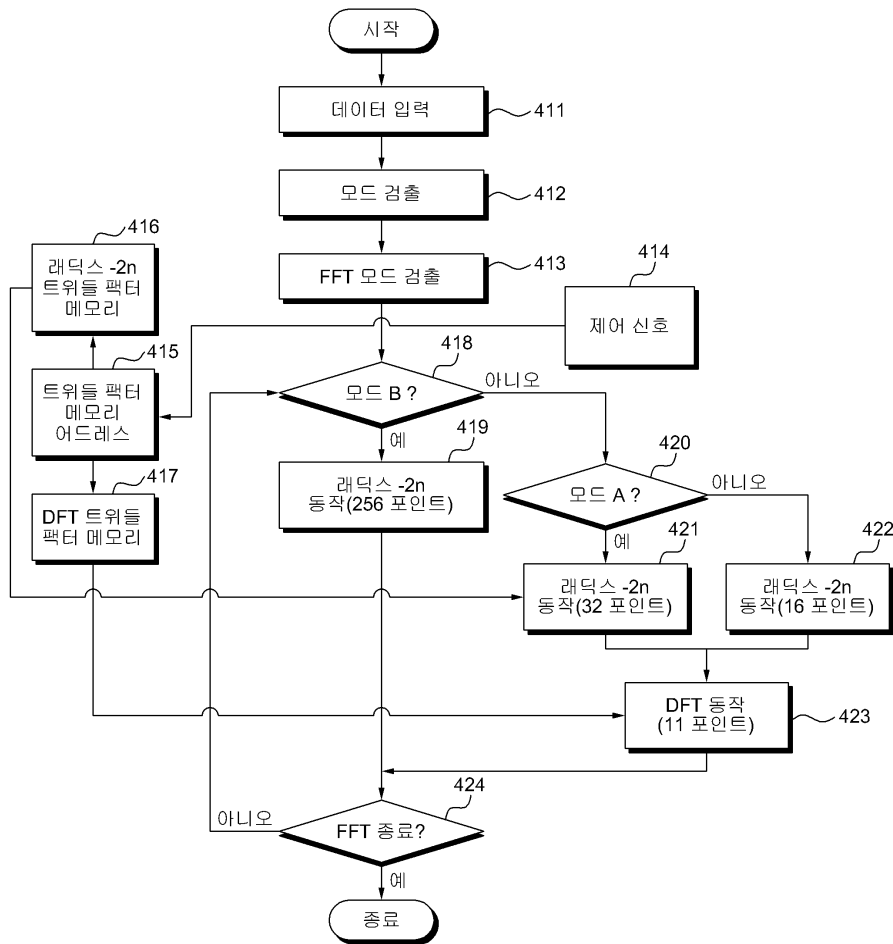 시작
데이터 입력
411
모드 검출
412
FFT 모드 검출
413
414
제어 신호
416
래딕스 -2n
트위들 팩터
메모리
415
트위들 팩터
메모리
어드레스
417
DFT 트위들
팩터 메모리
418
모드 B ?
아니오
예
419
래딕스 -2n
동작(256 포인트)
420
모드 A ?
아니오
예
421
래딕스 -2n
동작(32 포인트)
422
래딕스 -2n
동작(16 포인트)
DFT 동작
(11 포인트)
423
424
FFT 종료?
아니오
예
종료